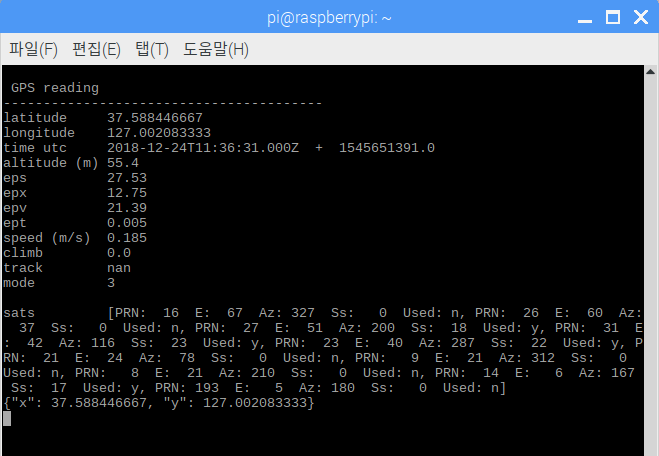 pi@raspberrypi: ~
파일(F) 편집(E) 탭(T) 도움말(H)
GPS reading
----------------------------------------
latitude     37.588446667
longitude    127.002083333
time utc     2018-12-24T11:36:31.000Z  +  1545651391.0
altitude (m) 55.4
eps          27.53
epx          12.75
epv          21.39
ept          0.005
speed (m/s)  0.185
climb        0.0
track        nan
mode         3
sats         [PRN:  16  E:  67  Az: 327  Ss:   0  Used: n, PRN:  26  E:  60  Az:
  37  Ss:   0  Used: n, PRN:  27  E:  51  Az: 200  Ss:  18  Used: y, PRN:  31  E
:  42  Az: 116  Ss:  23  Used: y, PRN:  23  E:  40  Az: 287  Ss:  22  Used: y, P
RN:  21  E:  24  Az:  78  Ss:   0  Used: n, PRN:   9  E:  21  Az: 312  Ss:   0
Used: n, PRN:   8  E:  21  Az: 210  Ss:   0  Used: n, PRN:  14  E:   6  Az: 167
 Ss:  17  Used: y, PRN: 193  E:   5  Az: 180  Ss:   0  Used: n]
{"x": 37.588446667, "y": 127.002083333}